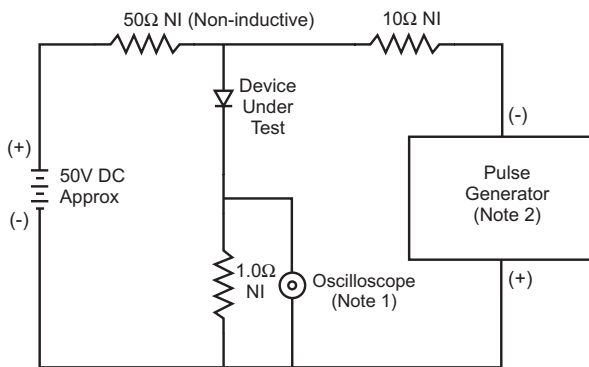 50Ω NI (Non-inductive)
10Ω NI
Device
Under
Test
(-)
(+)
50V DC
Approx
(-)
Pulse
Generator
(Note 2)
1.0Ω
NI
Oscilloscope
(Note 1)
(+)